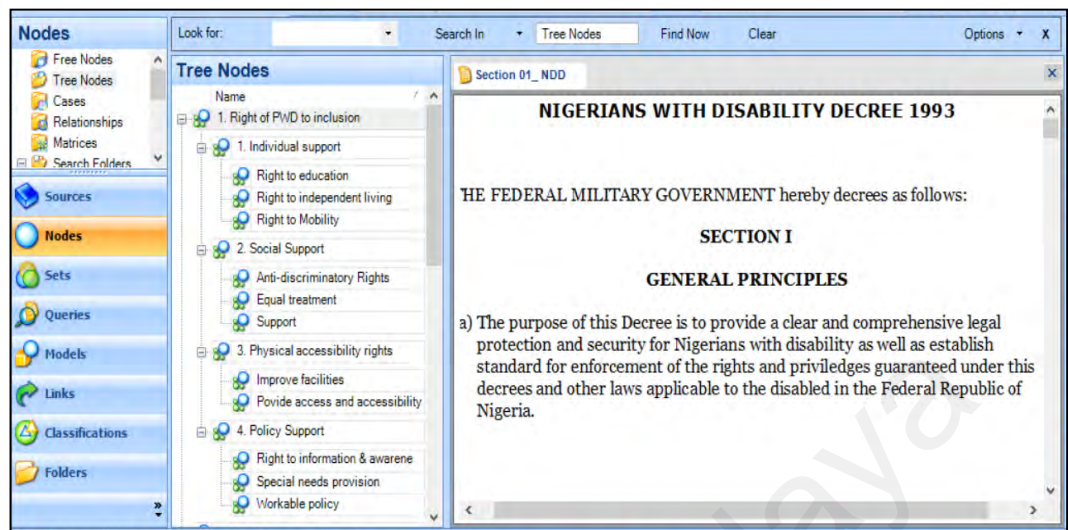 Nodes
Look for:
Search In
Tree Nodes
Find Now
Clear
Options
x
Free Nodes
Tree Nodes
Cases
Relationships
Matrices
Search Folders
Sources
Nodes
Sets
Queries
Models
Links
Classifications
Folders
Tree Nodes
Name
1. Right of PWD to inclusion
1. Individual support
Right to education
Right to independent living
Right to Mobility
2. Social Support
Anti-discriminatory Rights
Equal treatment
Support
3. Physical accessibility rights
Improve facilities
Povide access and accessibility
4. Policy Support
Right to information & awarene
Special needs provision
Workable policy
Section 01_ NDD
NIGERIANS WITH DISABILITY DECREE 1993
THE FEDERAL MILITARY GOVERNMENT hereby decrees as follows:
SECTION I
GENERAL PRINCIPLES
a) The purpose of this Decree is to provide a clear and comprehensive legal
protection and security for Nigerians with disability as well as establish
standard for enforcement of the rights and priviledges guaranteed under this
decrees and other laws applicable to the disabled in the Federal Republic of
Nigeria.